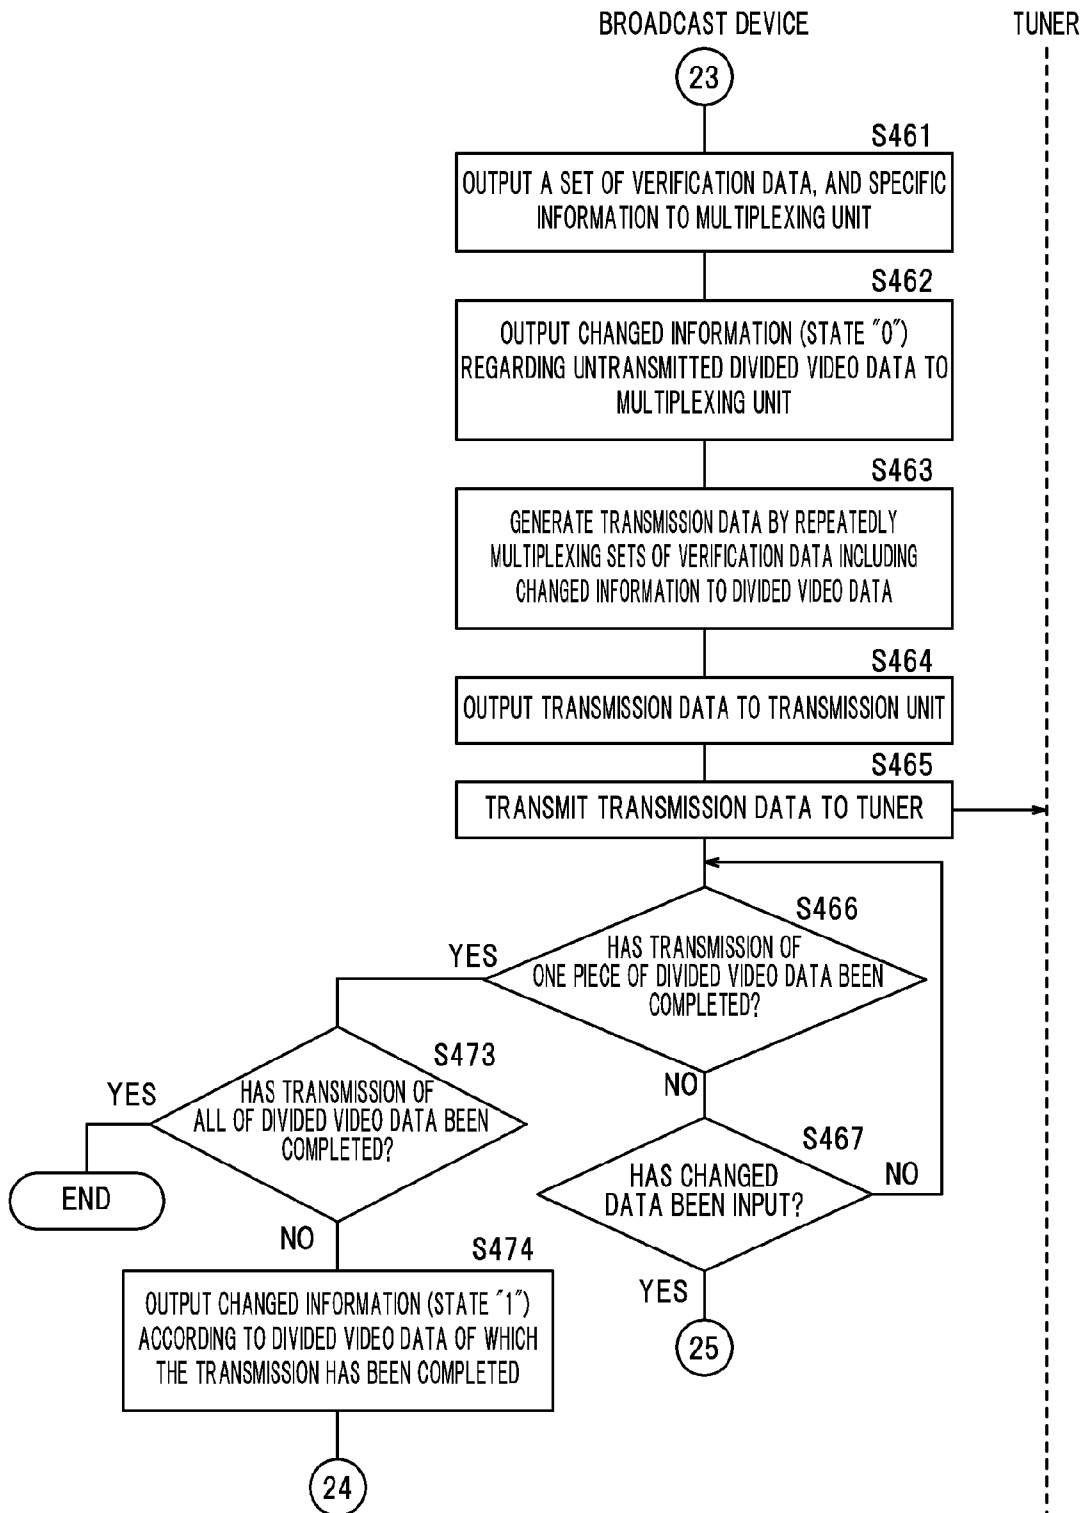 BROADCAST DEVICE
TUNER
23
S461
OUTPUT A SET OF VERIFICATION DATA, AND SPECIFIC
INFORMATION TO MULTIPLEXING UNIT
S462
OUTPUT CHANGED INFORMATION (STATE "0")
REGARDING UNTRANSMITTED DIVIDED VIDEO DATA TO
MULTIPLEXING UNIT
S463
GENERATE TRANSMISSION DATA BY REPEATEDLY
MULTIPLEXING SETS OF VERIFICATION DATA INCLUDING
CHANGED INFORMATION TO DIVIDED VIDEO DATA
S464
OUTPUT TRANSMISSION DATA TO TRANSMISSION UNIT
S465
TRANSMIT TRANSMISSION DATA TO TUNER
S466
HAS TRANSMISSION OF
ONE PIECE OF DIVIDED VIDEO DATA BEEN
COMPLETED?
YES
NO
S473
HAS TRANSMISSION OF
ALL OF DIVIDED VIDEO DATA BEEN
COMPLETED?
YES
END
NO
S467
HAS CHANGED
DATA BEEN INPUT?
NO
YES
25
S474
OUTPUT CHANGED INFORMATION (STATE "1")
ACCORDING TO DIVIDED VIDEO DATA OF WHICH
THE TRANSMISSION HAS BEEN COMPLETED
24